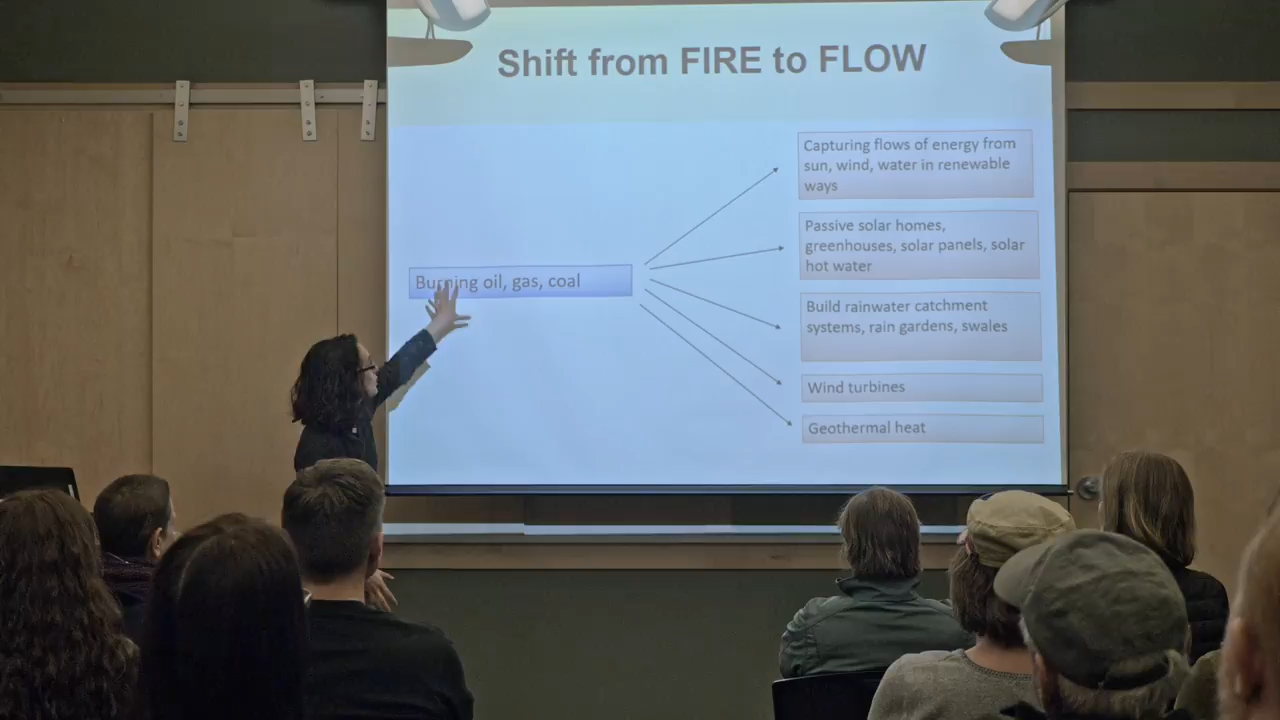 Shift from FIRE to FLOW
Burning oil, gas, coal
Capturing flows of energy from
sun, wind, water in renewable
ways
Passive solar homes,
greenhouses, solar panels, solar
hot water
Build rainwater catchment
systems, rain gardens, swales
Wind turbines
Geothermal heat